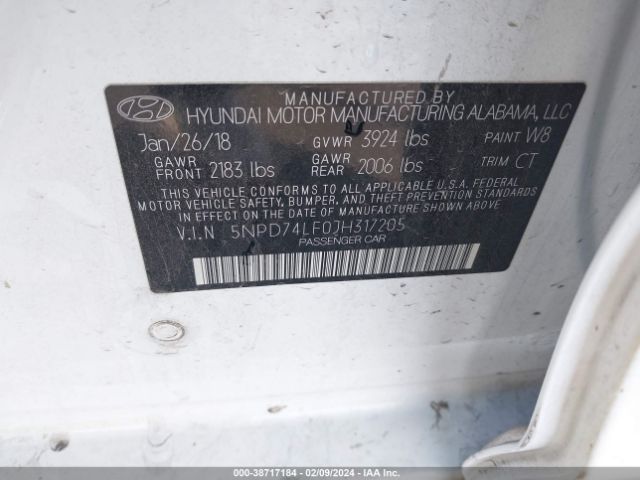 MANUFACTURED BY
HYUNDAI MOTOR MANUFACTURING ALABAMA, LLC
Jan/26/18 GVWR 3924 lbs PAINT W8
GAWR FRONT 2183 lbs GAWR REAR 2006 lbs TRIM CT
THIS VEHICLE CONFORMS TO ALL APPLICABLE U.S.A. FEDERAL
MOTOR VEHICLE SAFETY, BUMPER, AND THEFT PREVENTION STANDARDS
IN EFFECT ON THE DATE OF MANUFACTURE SHOWN ABOVE.
V.I.N 5NPD74LF0JH317205
PASSENGER CAR
000-38717184 - 02/09/2024 - IAA Inc.